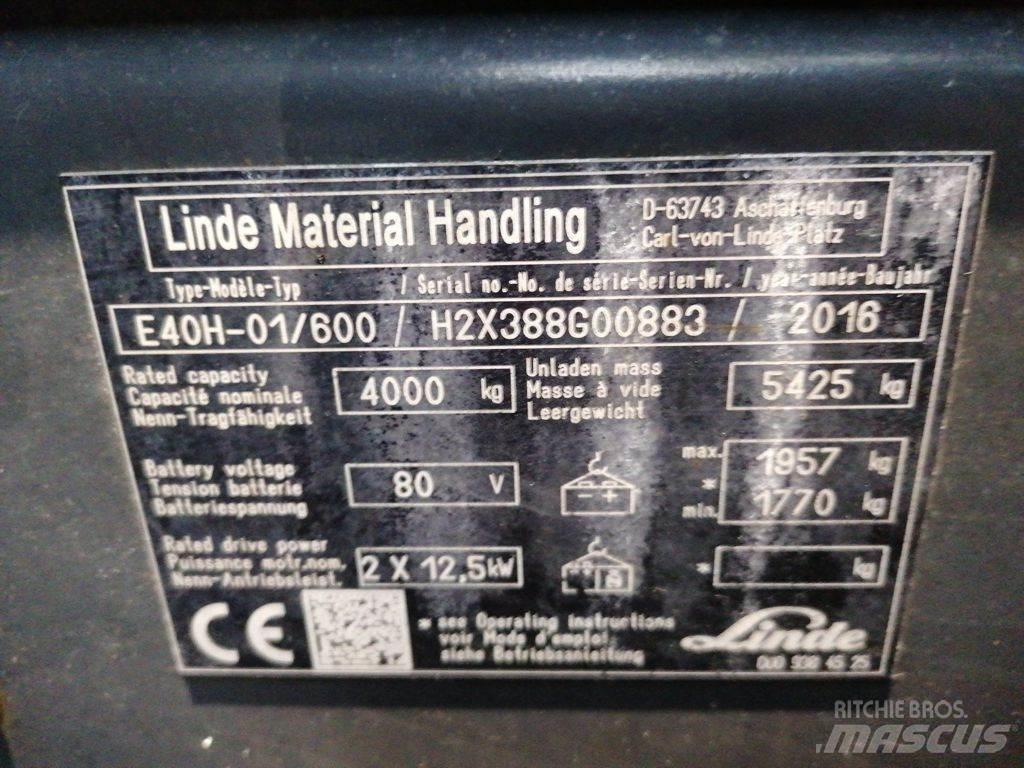 Linde Material Handling
D-63743 Aschaffenburg
Carl-von-Linde-Platz
Type-Modèle-Typ / Serial no.-No. de série-Serien-Nr. / year-année-Baujahr
E40H-01/600 / H2X388G00883 / 2016
Rated capacity
Capacité nominale
Nenn-Tragfähigkeit
4000 kg
Unladen mass
Masse à vide
Leergewicht
5425 kg
Battery voltage
Tension batterie
Batteriespannung
80 V
- +
max. 1957 kg
*
min. 1770 kg
Rated drive power
Puissance motr.nom.
Nenn-Antriebsleist.
2 X 12,5kW
* kg
CE
* see Operating instructions
voir Mode d'emploi
siehe Betriebsanleitung
Linde
000 938 45 25
RITCHIE BROS.
MASCUS